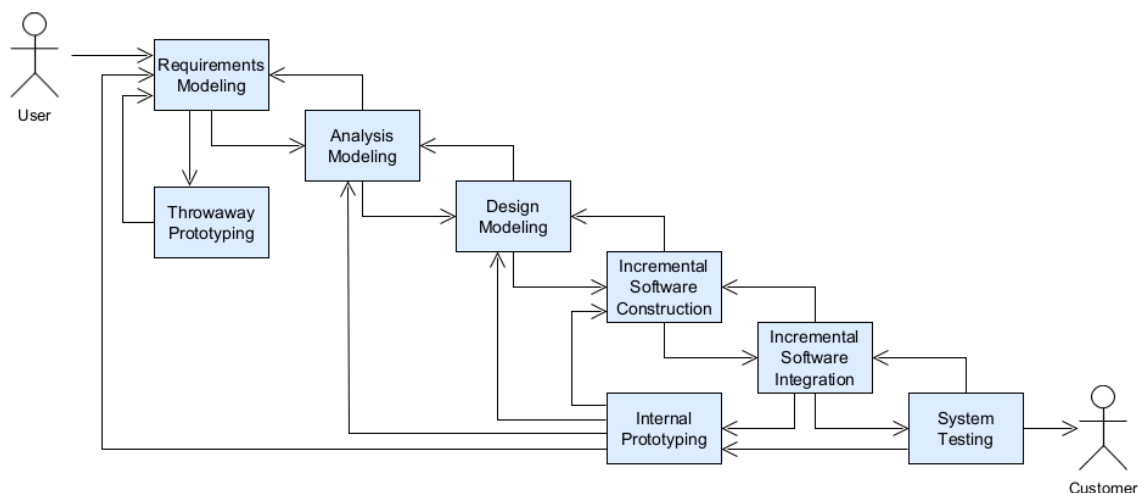 User
Requirements
Modeling
Analysis
Modeling
Throwaway
Prototyping
Design
Modeling
Incremental
Software
Construction
Incremental
Software
Integration
Internal
Prototyping
System
Testing
Customer